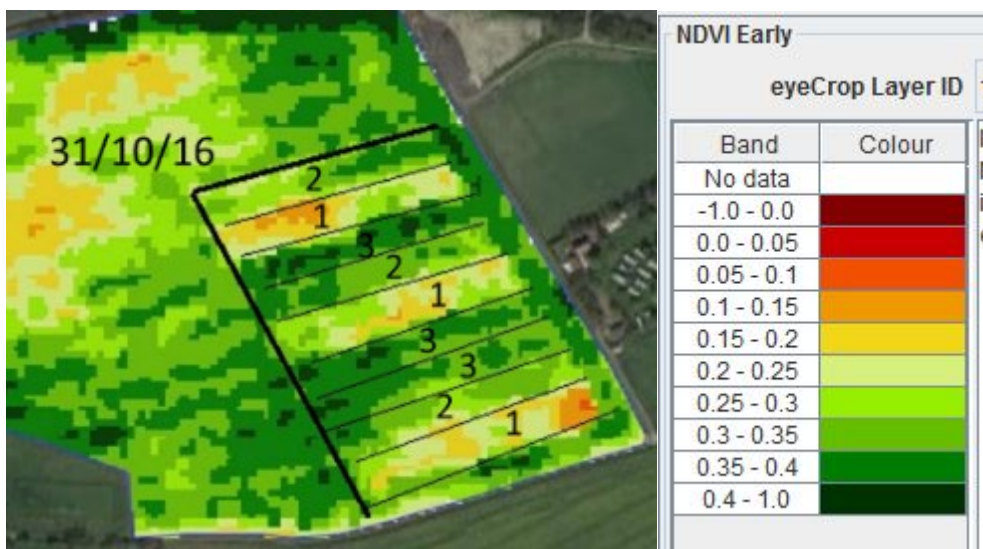 31/10/16
2
1
3
2
1
3
3
2
1
NDVI Early
eyeCrop Layer ID
Band Colour
No data
-1.0 - 0.0
0.0 - 0.05
0.05 - 0.1
0.1 - 0.15
0.15 - 0.2
0.2 - 0.25
0.25 - 0.3
0.3 - 0.35
0.35 - 0.4
0.4 - 1.0